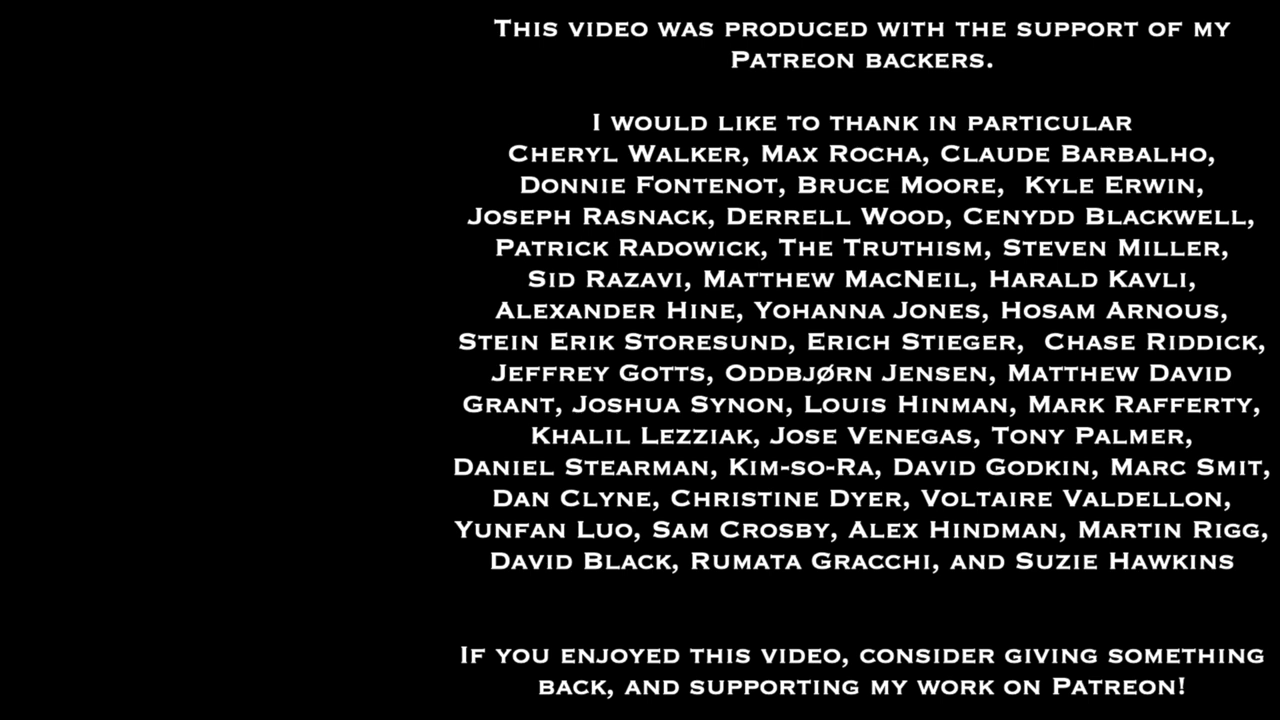 This video was produced with the support of my
Patreon backers.
I would like to thank in particular
Cheryl Walker, Max Rocha, Claude Barbalho,
Donnie Fontenot, Bruce Moore,  Kyle Erwin,
Joseph Rasnack, Derrell Wood, Cenydd Blackwell,
Patrick Radowick, The Truthism, Steven Miller,
Sid Razavi, Matthew MacNeil, Harald Kavli,
Alexander Hine, Yohanna Jones, Hosam Arnous,
Stein Erik Storesund, Erich Stieger,  Chase Riddick,
Jeffrey Gotts, Oddbjørn Jensen, Matthew David
Grant, Joshua Synon, Louis Hinman, Mark Rafferty,
Khalil Lezziak, Jose Venegas, Tony Palmer,
Daniel Stearman, Kim-so-Ra, David Godkin, Marc Smit,
Dan Clyne, Christine Dyer, Voltaire Valdellon,
Yunfan Luo, Sam Crosby, Alex Hindman, Martin Rigg,
David Black, Rumata Gracchi, and Suzie Hawkins
If you enjoyed this video, consider giving something
back, and supporting my work on Patreon!